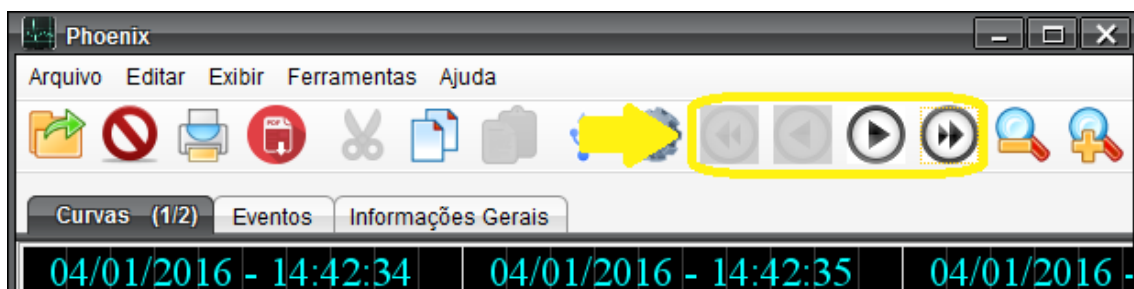 Phoenix
Arquivo Editar Exibir Ferramentas Ajuda
PDF
Curvas (1/2) Eventos Informações Gerais
04/01/2016 - 14:42:34 04/01/2016 - 14:42:35 04/01/2016 -